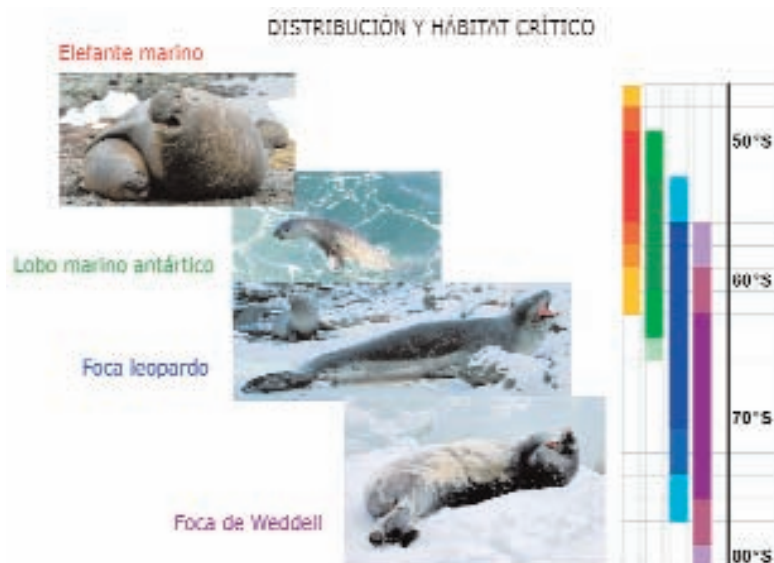 DISTRIBUCIÓN Y HÁBITAT CRÍTICO
Elefante marino
Lobo marino antártico
Foca leopardo
Foca de Weddell
50°S
60°S
70°S
80°S